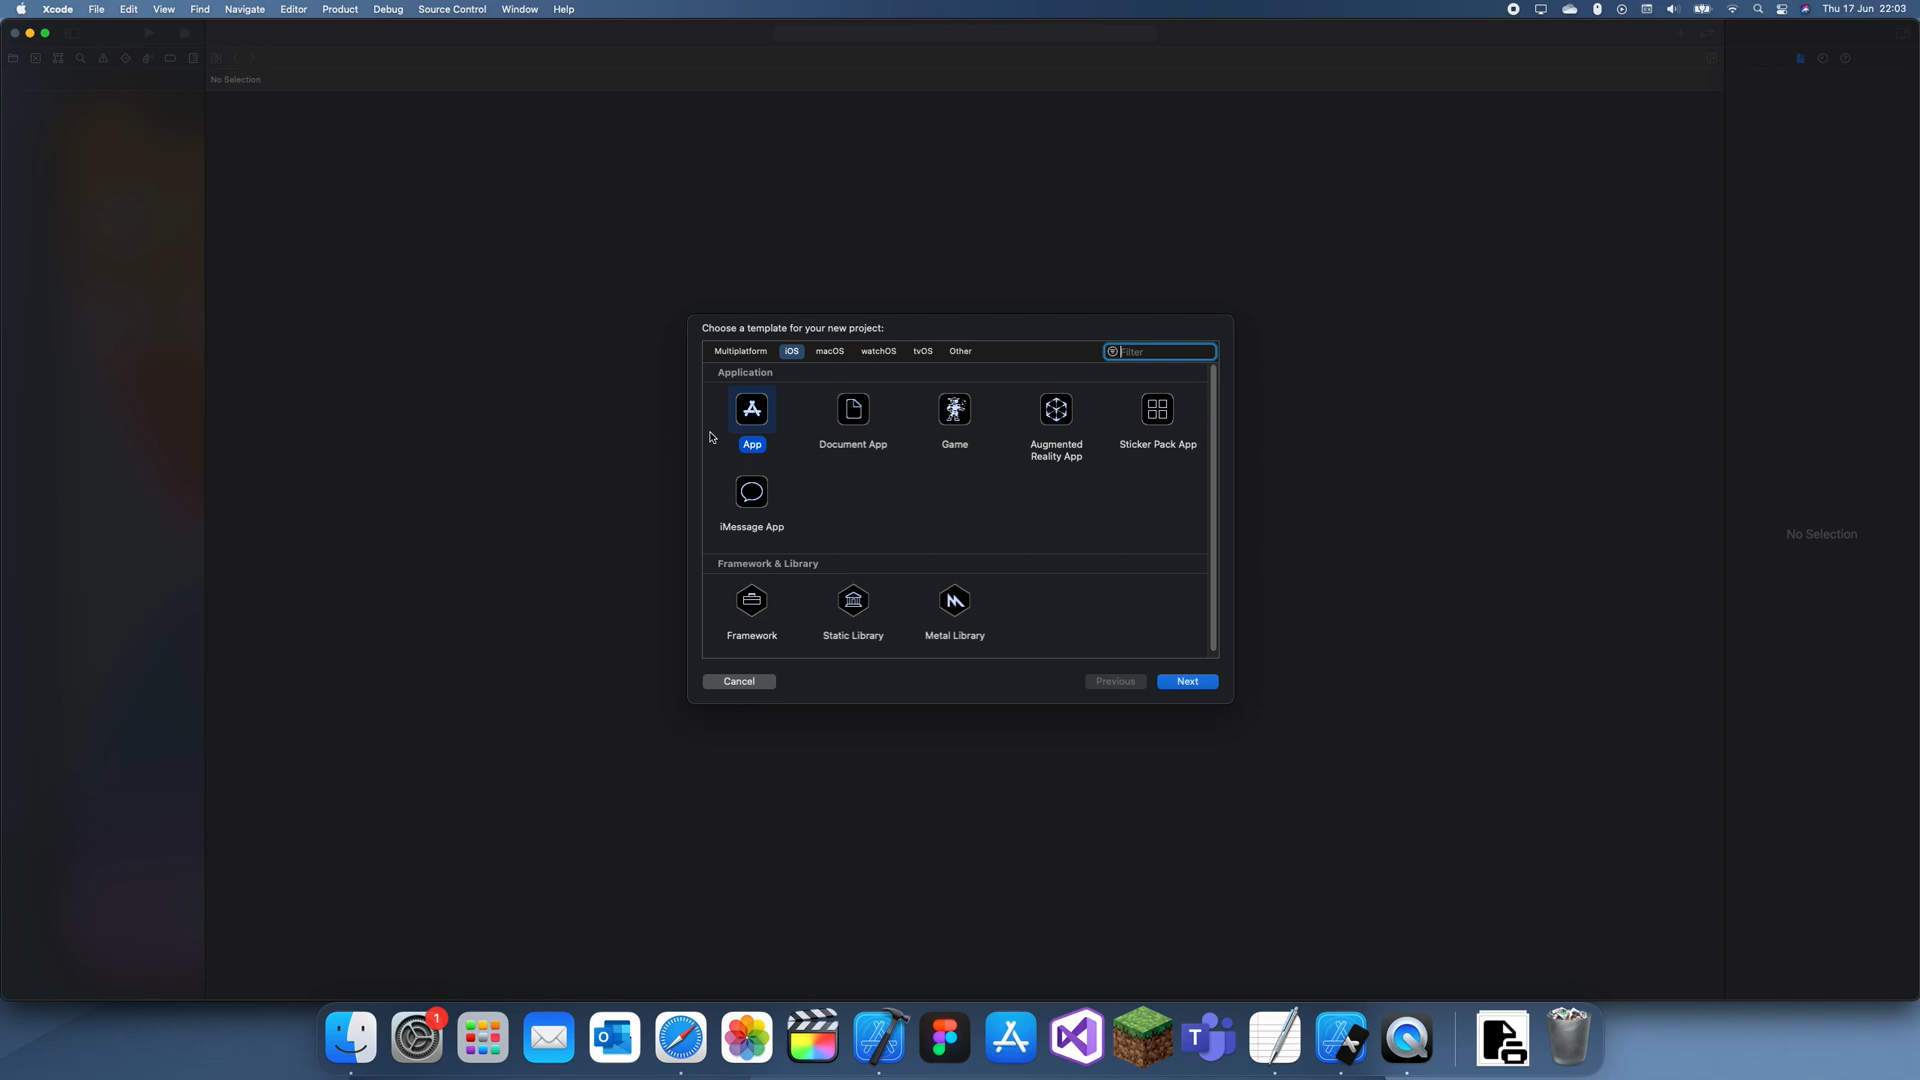 Xcode File Edit View Find Navigate Editor Product Debug Source Control Window Help Thu 17 Jun 22:03
No Selection
Choose a template for your new project:
Multiplatform iOS macOS watchOS tvOS Other Filter
Application
App Document App Game Augmented Reality App Sticker Pack App
iMessage App
No Selection
Framework & Library
Framework Static Library Metal Library
Cancel Previous Next
1